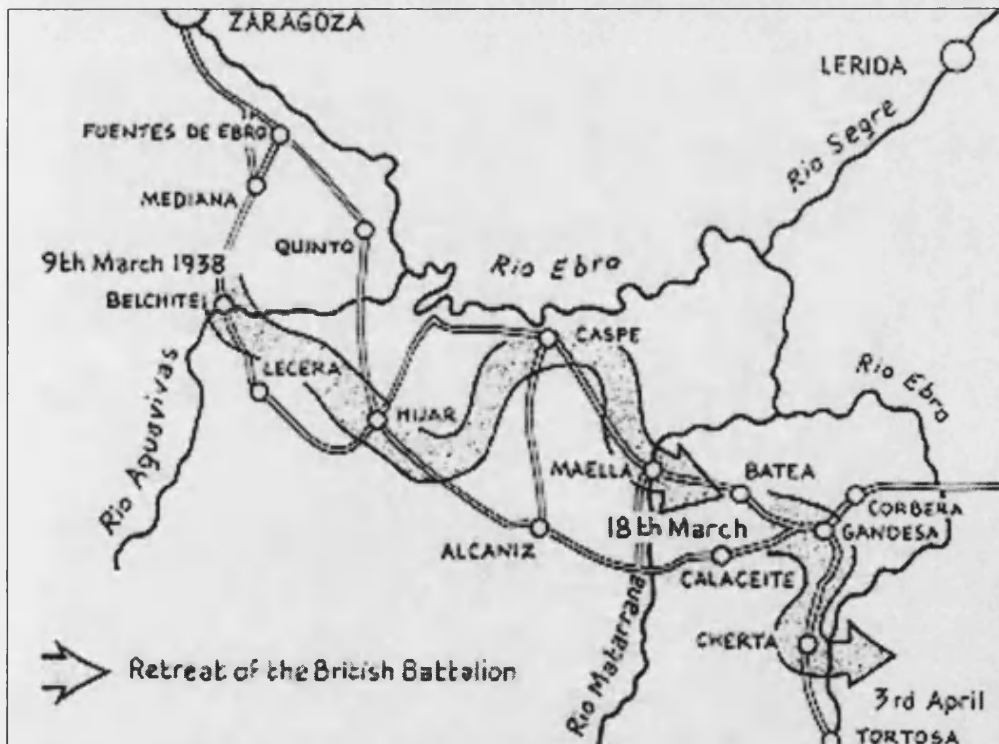 ZARAGOZA
LERIDA
FUENTES DE EBRO
Rio Segre
MEDIANA
QUINTO
9th March 1938
Rio Ebro
BELCHITE
CASPE
LECERA
Rio Ebro
HIJAR
Rio Aguavivas
MAELLA
BATEA
CORBERA
18th March
GANDESA
ALCANIZ
CALACEITE
Rio Matarrana
CHERTA
Retreat of the British Battalion
3rd April
TORTOSA